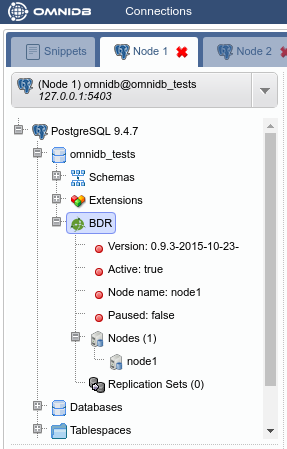 OMNIDB Connections
Snippets Node 1 Node 2
(Node 1) omnidb@omnidb_tests
127.0.0.1:5403
PostgreSQL 9.4.7
omnidb_tests
Schemas
Extensions
BDR
Version: 0.9.3-2015-10-23-
Active: true
Node name: node1
Paused: false
Nodes (1)
node1
Replication Sets (0)
Databases
Tablespaces